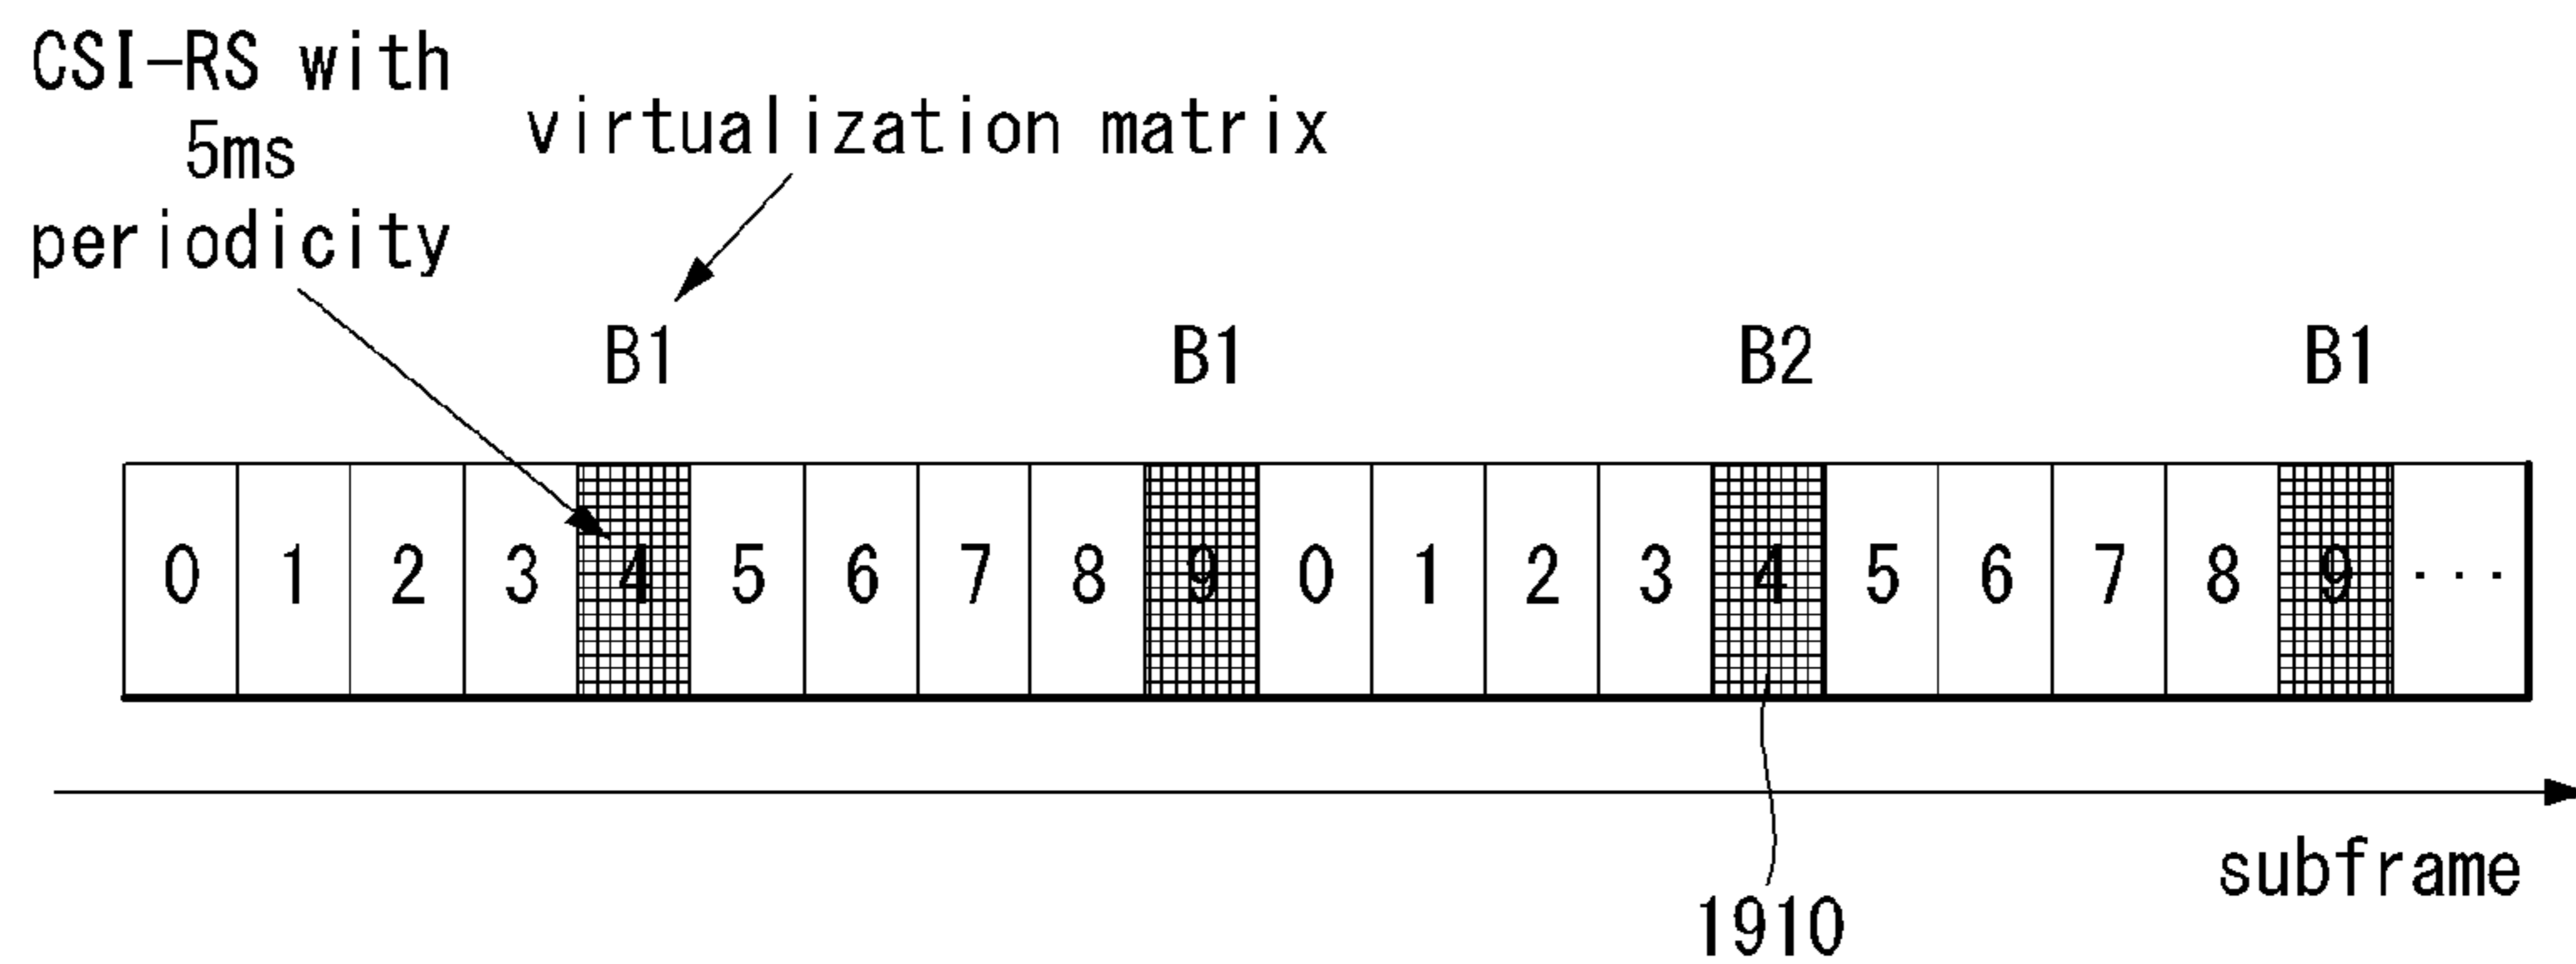 CSI-RS with
5ms
periodicity
virtualization matrix
B1 B1 B2 B1
0 1 2 3 4 5 6 7 8 9 0 1 2 3 4 5 6 7 8 9 ...
subframe
1910